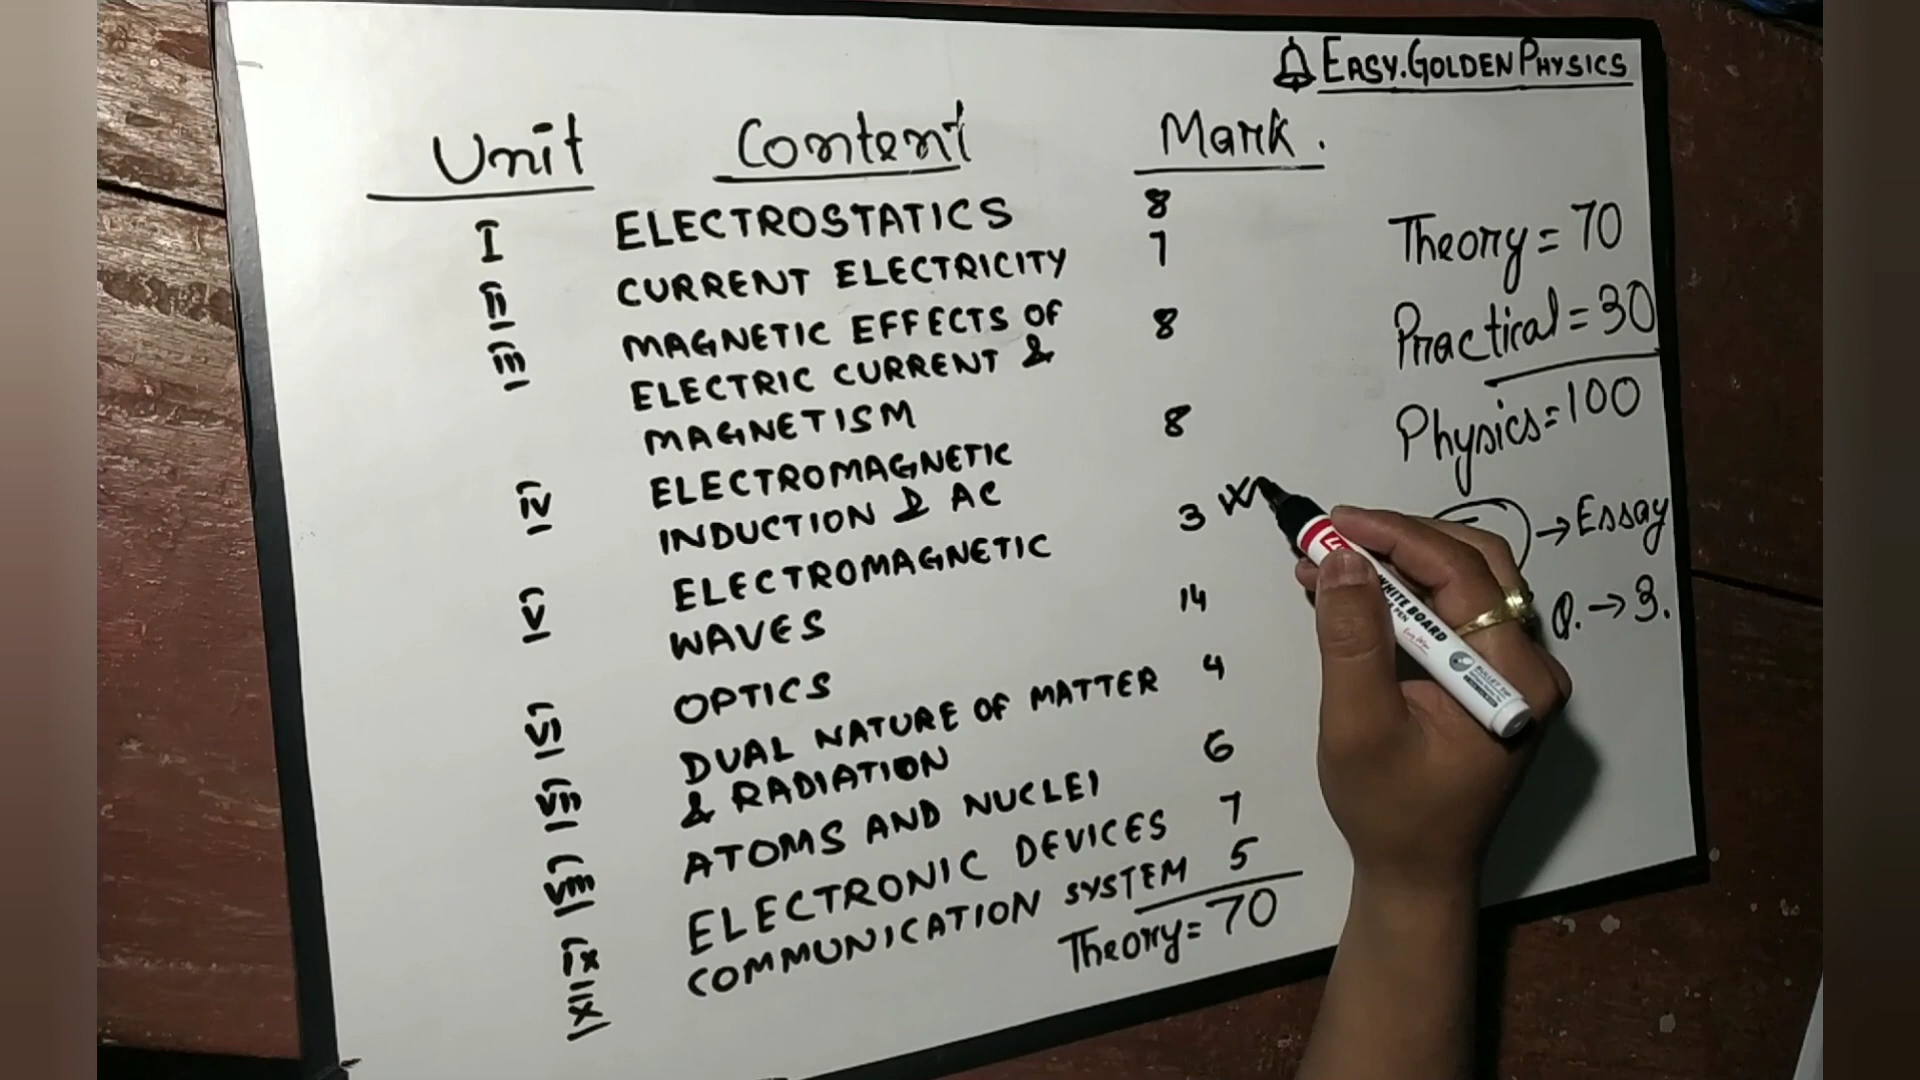 EASY.GOLDEN PHYSICS
Unit Content Mark.
I ELECTROSTATICS 8
ii CURRENT ELECTRICITY 7
iii MAGNETIC EFFECTS OF 8
ELECTRIC CURRENT &
MAGNETISM
iv ELECTROMAGNETIC 8
INDUCTION & AC
v ELECTROMAGNETIC 3
WAVES
vi OPTICS 14
vii DUAL NATURE OF MATTER 4
& RADIATION
viii ATOMS AND NUCLEI 6
ix ELECTRONIC DEVICES 7
x COMMUNICATION SYSTEM 5
Theory = 70
Theory = 70
Practical = 30
Physics = 100
→ Essay
Q. → 3.
WHITE BOARD